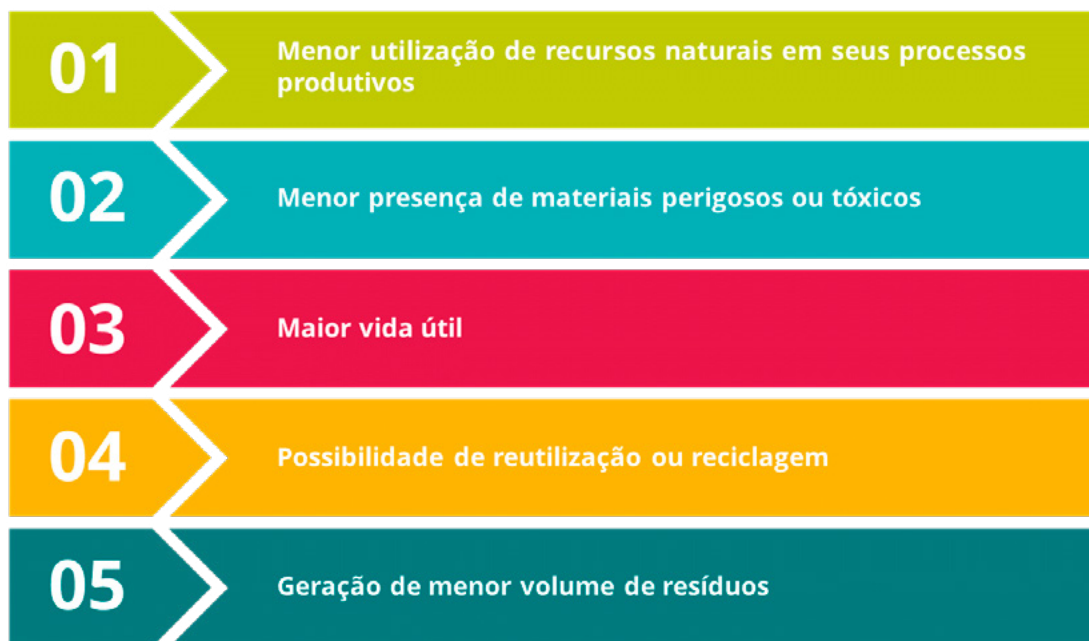 01
Menor utilização de recursos naturais em seus processos
produtivos
02
Menor presença de materiais perigosos ou tóxicos
03
Maior vida útil
04
Possibilidade de reutilização ou reciclagem
05
Geração de menor volume de resíduos